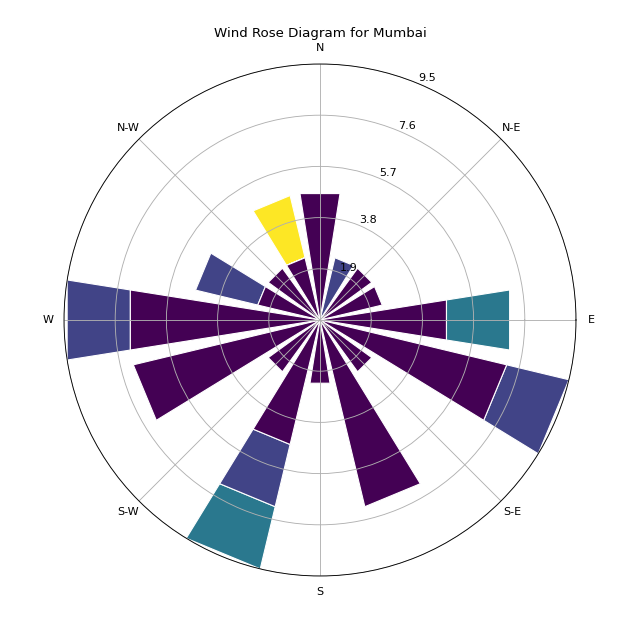 Wind Rose Diagram for Mumbai
N
9.5
N-W
7.6
N-E
5.7
3.8
1.9
W
E
S-W
S-E
S